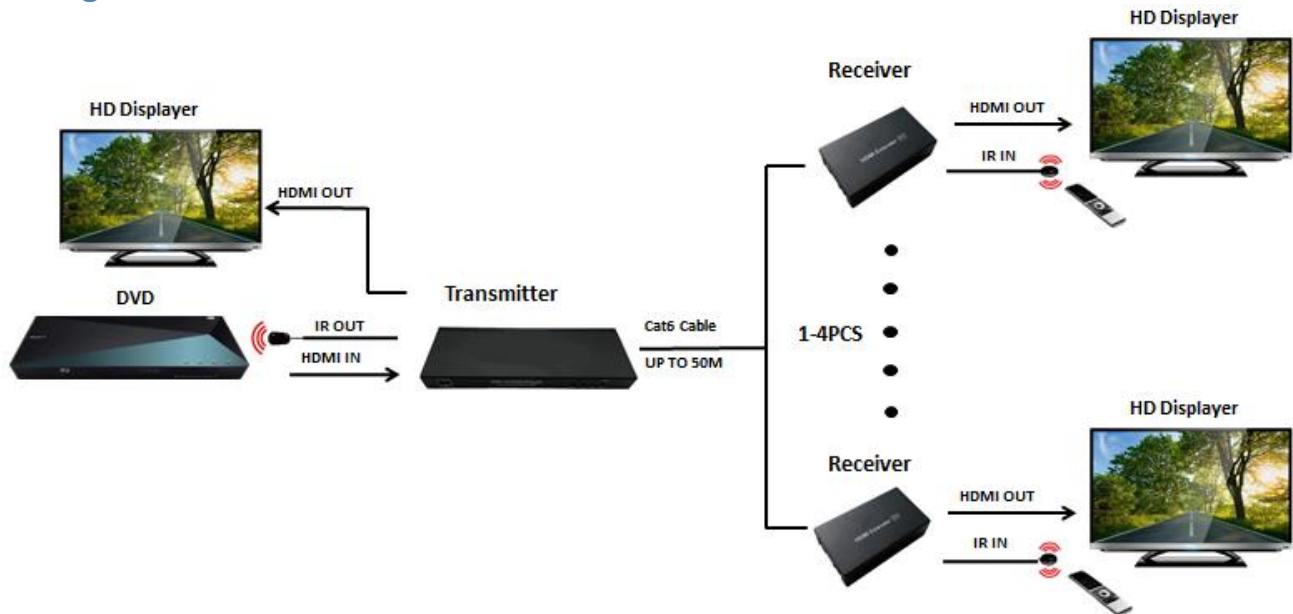 HD Displayer
Receiver
HDMI OUT
IR IN
HD Displayer
HDMI OUT
DVD
Transmitter
IR OUT
HDMI IN
Cat6 Cable
UP TO 50M
1-4PCS
HD Displayer
Receiver
HDMI OUT
IR IN